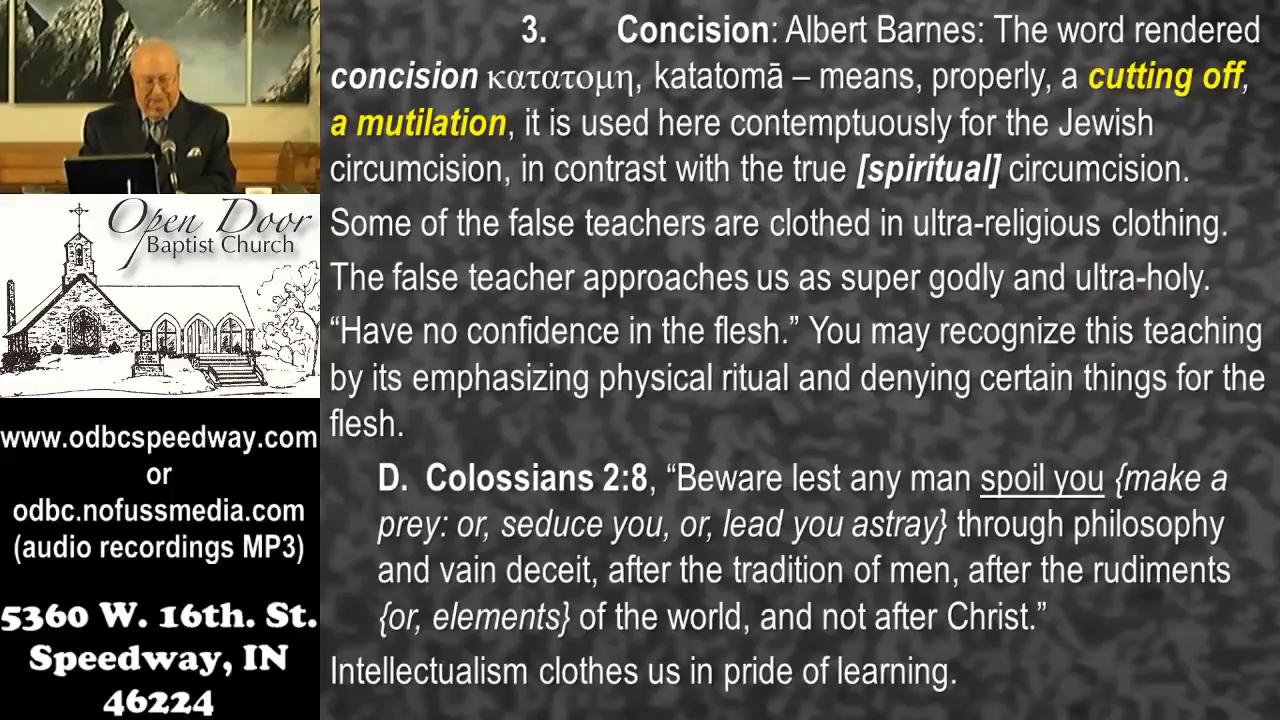 3. Concision: Albert Barnes: The word rendered
concision κατατομη, katatomā – means, properly, a cutting off,
a mutilation, it is used here contemptuously for the Jewish
circumcision, in contrast with the true [spiritual] circumcision.
Some of the false teachers are clothed in ultra-religious clothing.
The false teacher approaches us as super godly and ultra-holy.
“Have no confidence in the flesh.” You may recognize this teaching
by its emphasizing physical ritual and denying certain things for the
flesh.
D. Colossians 2:8, “Beware lest any man spoil you {make a
prey: or, seduce you, or, lead you astray} through philosophy
and vain deceit, after the tradition of men, after the rudiments
{or, elements} of the world, and not after Christ.”
Intellectualism clothes us in pride of learning.
Open Door
Baptist Church
www.odbcspeedway.com
or
odbc.nofussmedia.com
(audio recordings MP3)
5360 W. 16th. St.
Speedway, IN
46224